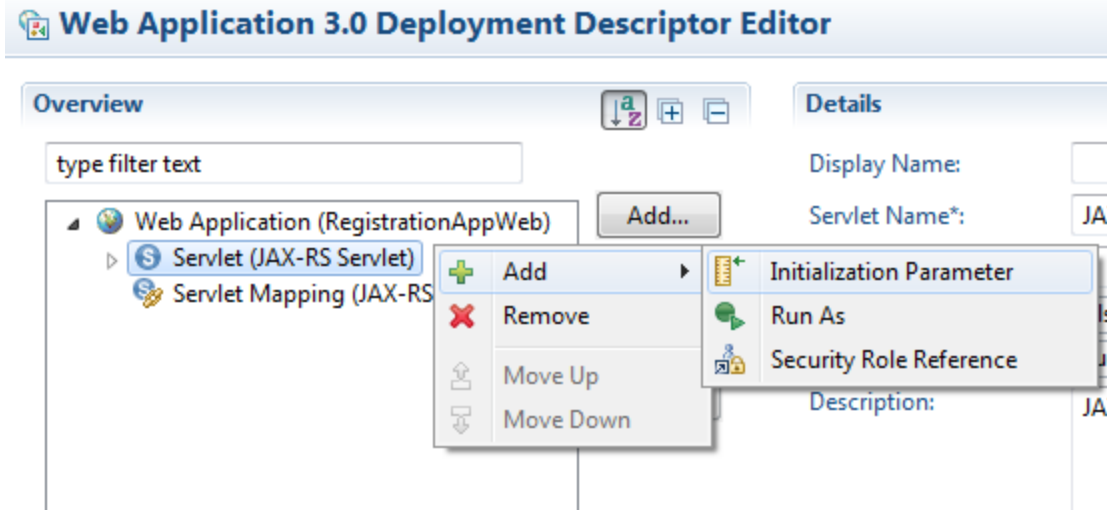 Web Application 3.0 Deployment Descriptor Editor
Overview
Details
type filter text
Display Name:
Web Application (RegistrationAppWeb)
Add...
Servlet Name*:
JA
Servlet (JAX-RS Servlet)
Add
Initialization Parameter
Servlet Mapping (JAX-RS
Remove
Run As
Security Role Reference
Move Up
Description:
JA
Move Down